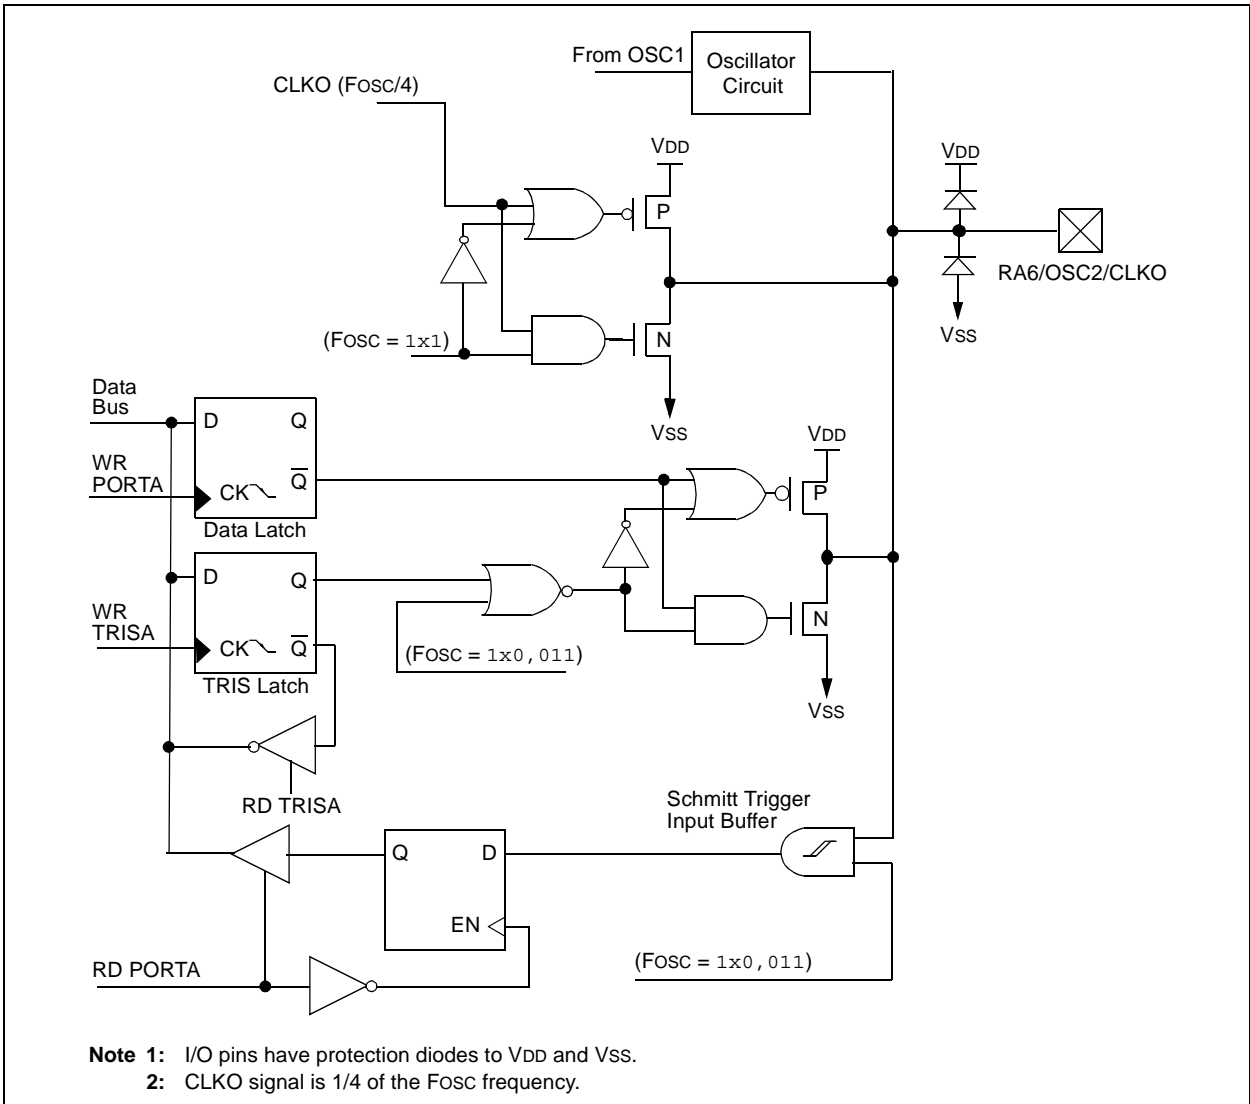 From OSC1
Oscillator
Circuit
CLKO (FOSC/4)
VDD
P
VDD
RA6/OSC2/CLKO
VSS
(FOSC = 1x1)
N
VSS
Data
Bus
D
Q
WR
PORTA
CK
Q
Data Latch
VDD
P
D
Q
WR
TRISA
CK
Q
TRIS Latch
(FOSC = 1x0,011)
N
VSS
RD TRISA
Schmitt Trigger
Input Buffer
Q
D
EN
RD PORTA
(FOSC = 1x0,011)
Note 1: I/O pins have protection diodes to VDD and VSS.
2: CLKO signal is 1/4 of the FOSC frequency.